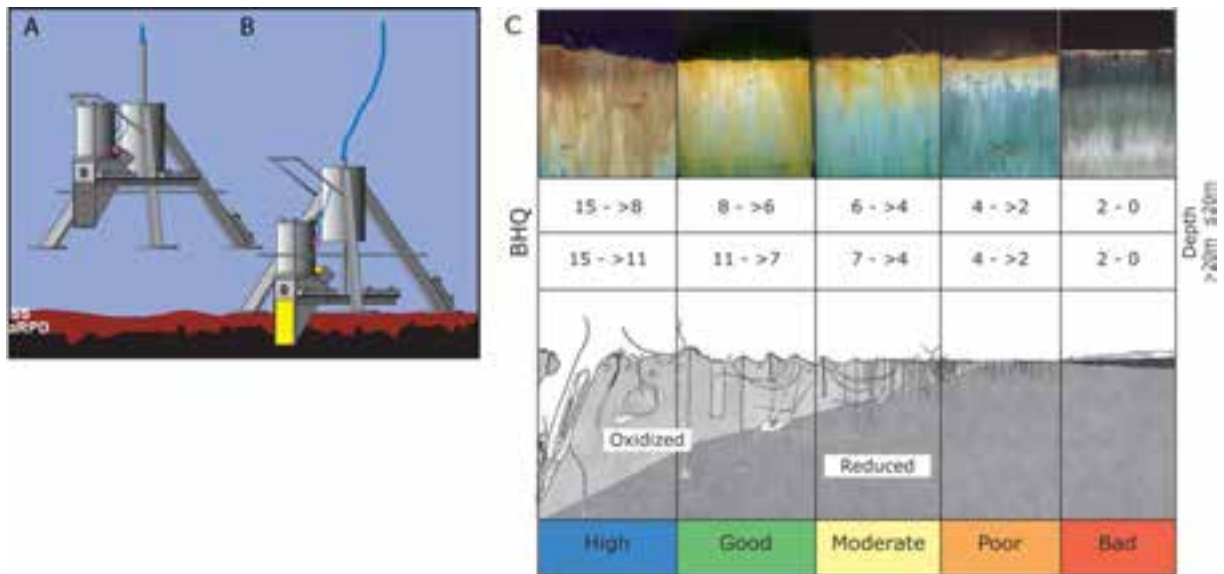 A
B
SS
aRPD
C
BHQ
15 - >8
8 - >6
6 - >4
4 - >2
2 - 0
15 - >11
11 - >7
7 - >4
4 - >2
2 - 0
Depth
>20m ≤20m
Oxidized
Reduced
High
Good
Moderate
Poor
Bad